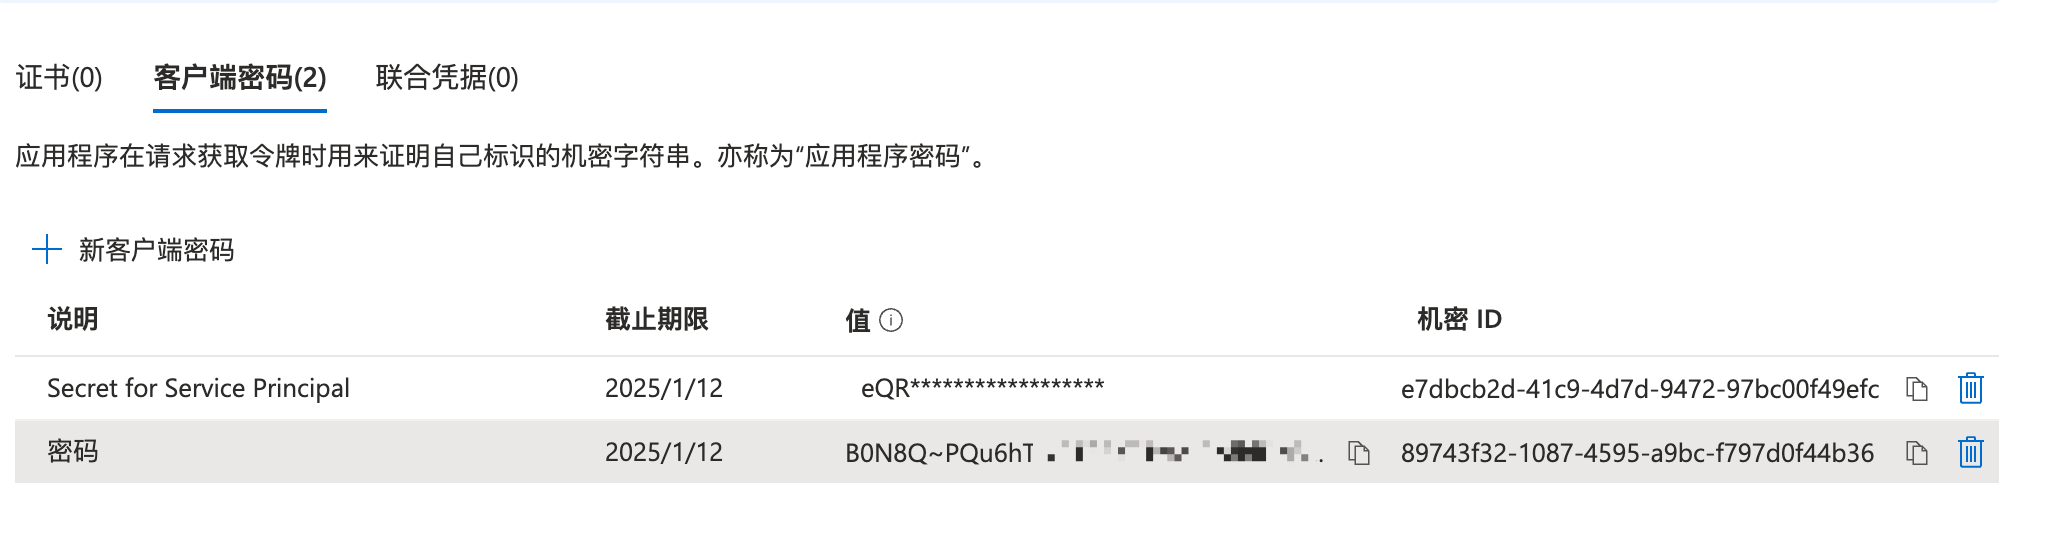 证书(0) 客户端密码(2) 联合凭据(0)
应用程序在请求获取令牌时用来证明自己标识的机密字符串。亦称为“应用程序密码”。
新客户端密码
说明 截止期限 值 机密 ID
Secret for Service Principal 2025/1/12 eQR****************** e7dbcb2d-41c9-4d7d-9472-97bc00f49efc
密码 2025/1/12 B0N8Q~PQu6hT . 89743f32-1087-4595-a9bc-f797d0f44b36